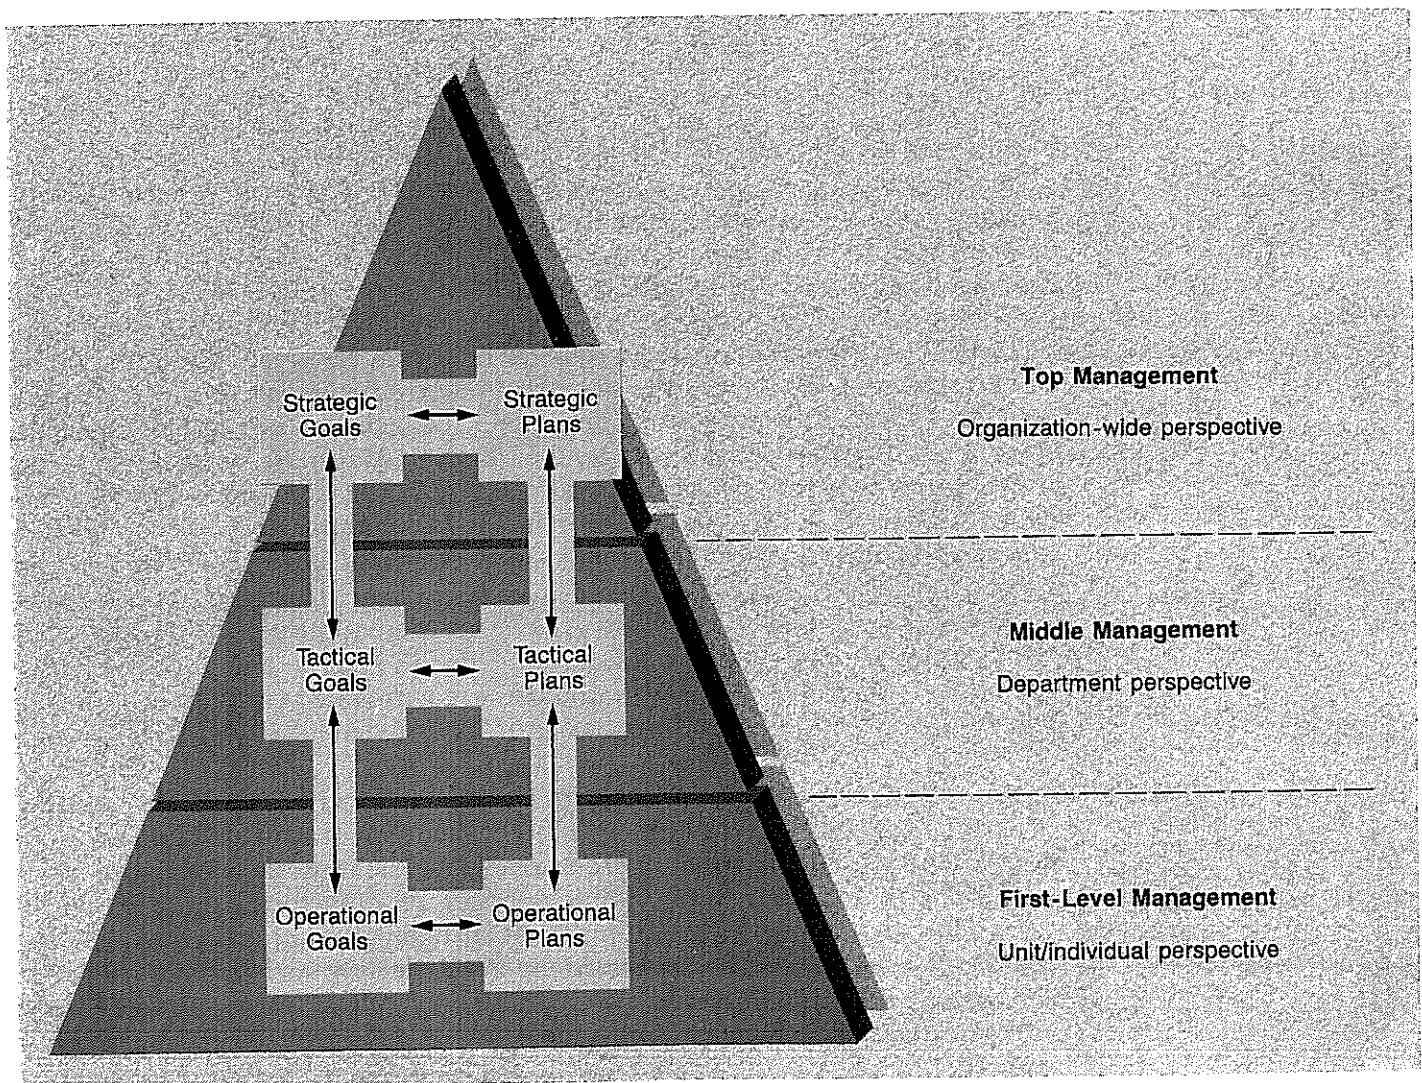 Strategic
Goals
Strategic
Plans
Top Management
Organization-wide perspective
Tactical
Goals
Tactical
Plans
Middle Management
Department perspective
Operational
Goals
Operational
Plans
First-Level Management
Unit/individual perspective